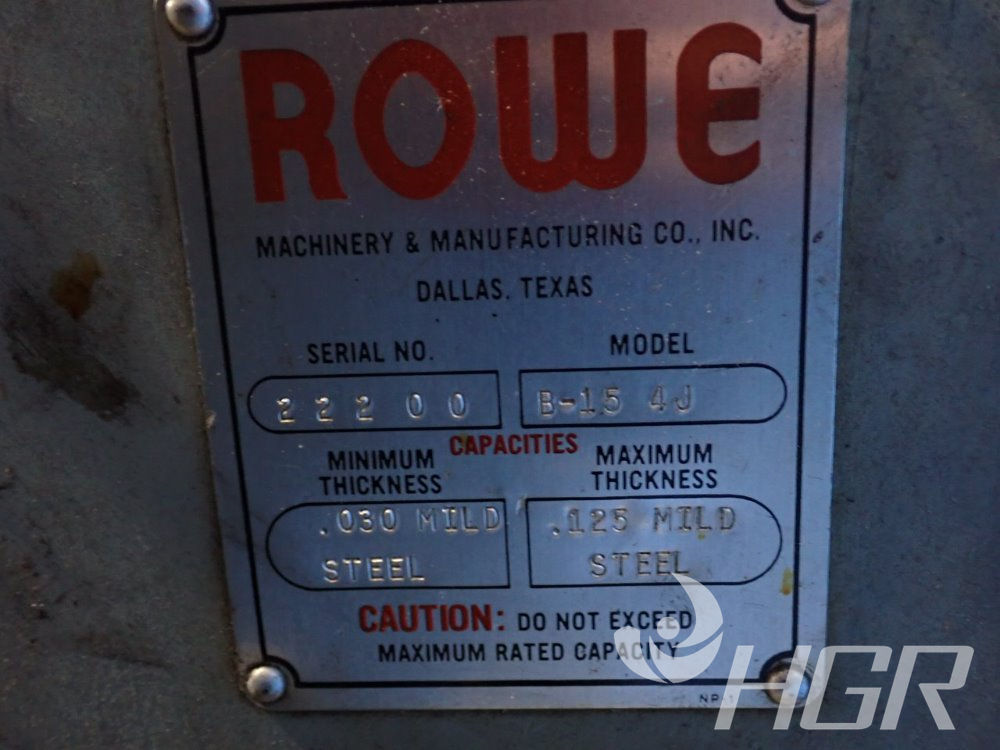 ROWE
MACHINERY & MANUFACTURING CO., INC.
DALLAS, TEXAS
SERIAL NO. MODEL
22200 B-15 4J
CAPACITIES
MINIMUM THICKNESS MAXIMUM THICKNESS
.030 MILD STEEL .125 MILD STEEL
CAUTION: DO NOT EXCEED
MAXIMUM RATED CAPACITY
HGR